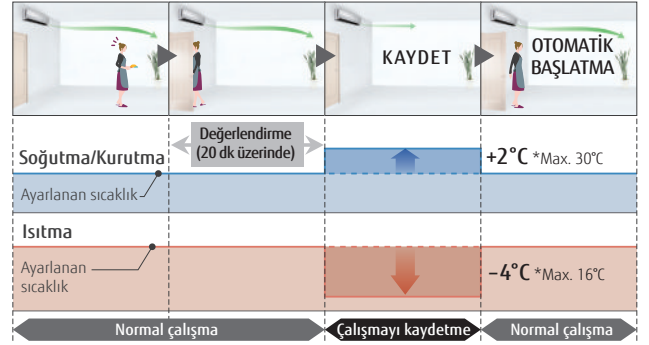 KAYDET
OTOMATİK
BAŞLATMA
Değerlendirme
(20 dk üzerinde)
Soğutma/Kurutma
+2°C *Max. 30°C
Ayarlanan sıcaklık
Isıtma
Ayarlanan
sıcaklık
–4°C *Max. 16°C
Normal çalışma
Çalışmayı kaydetme
Normal çalışma